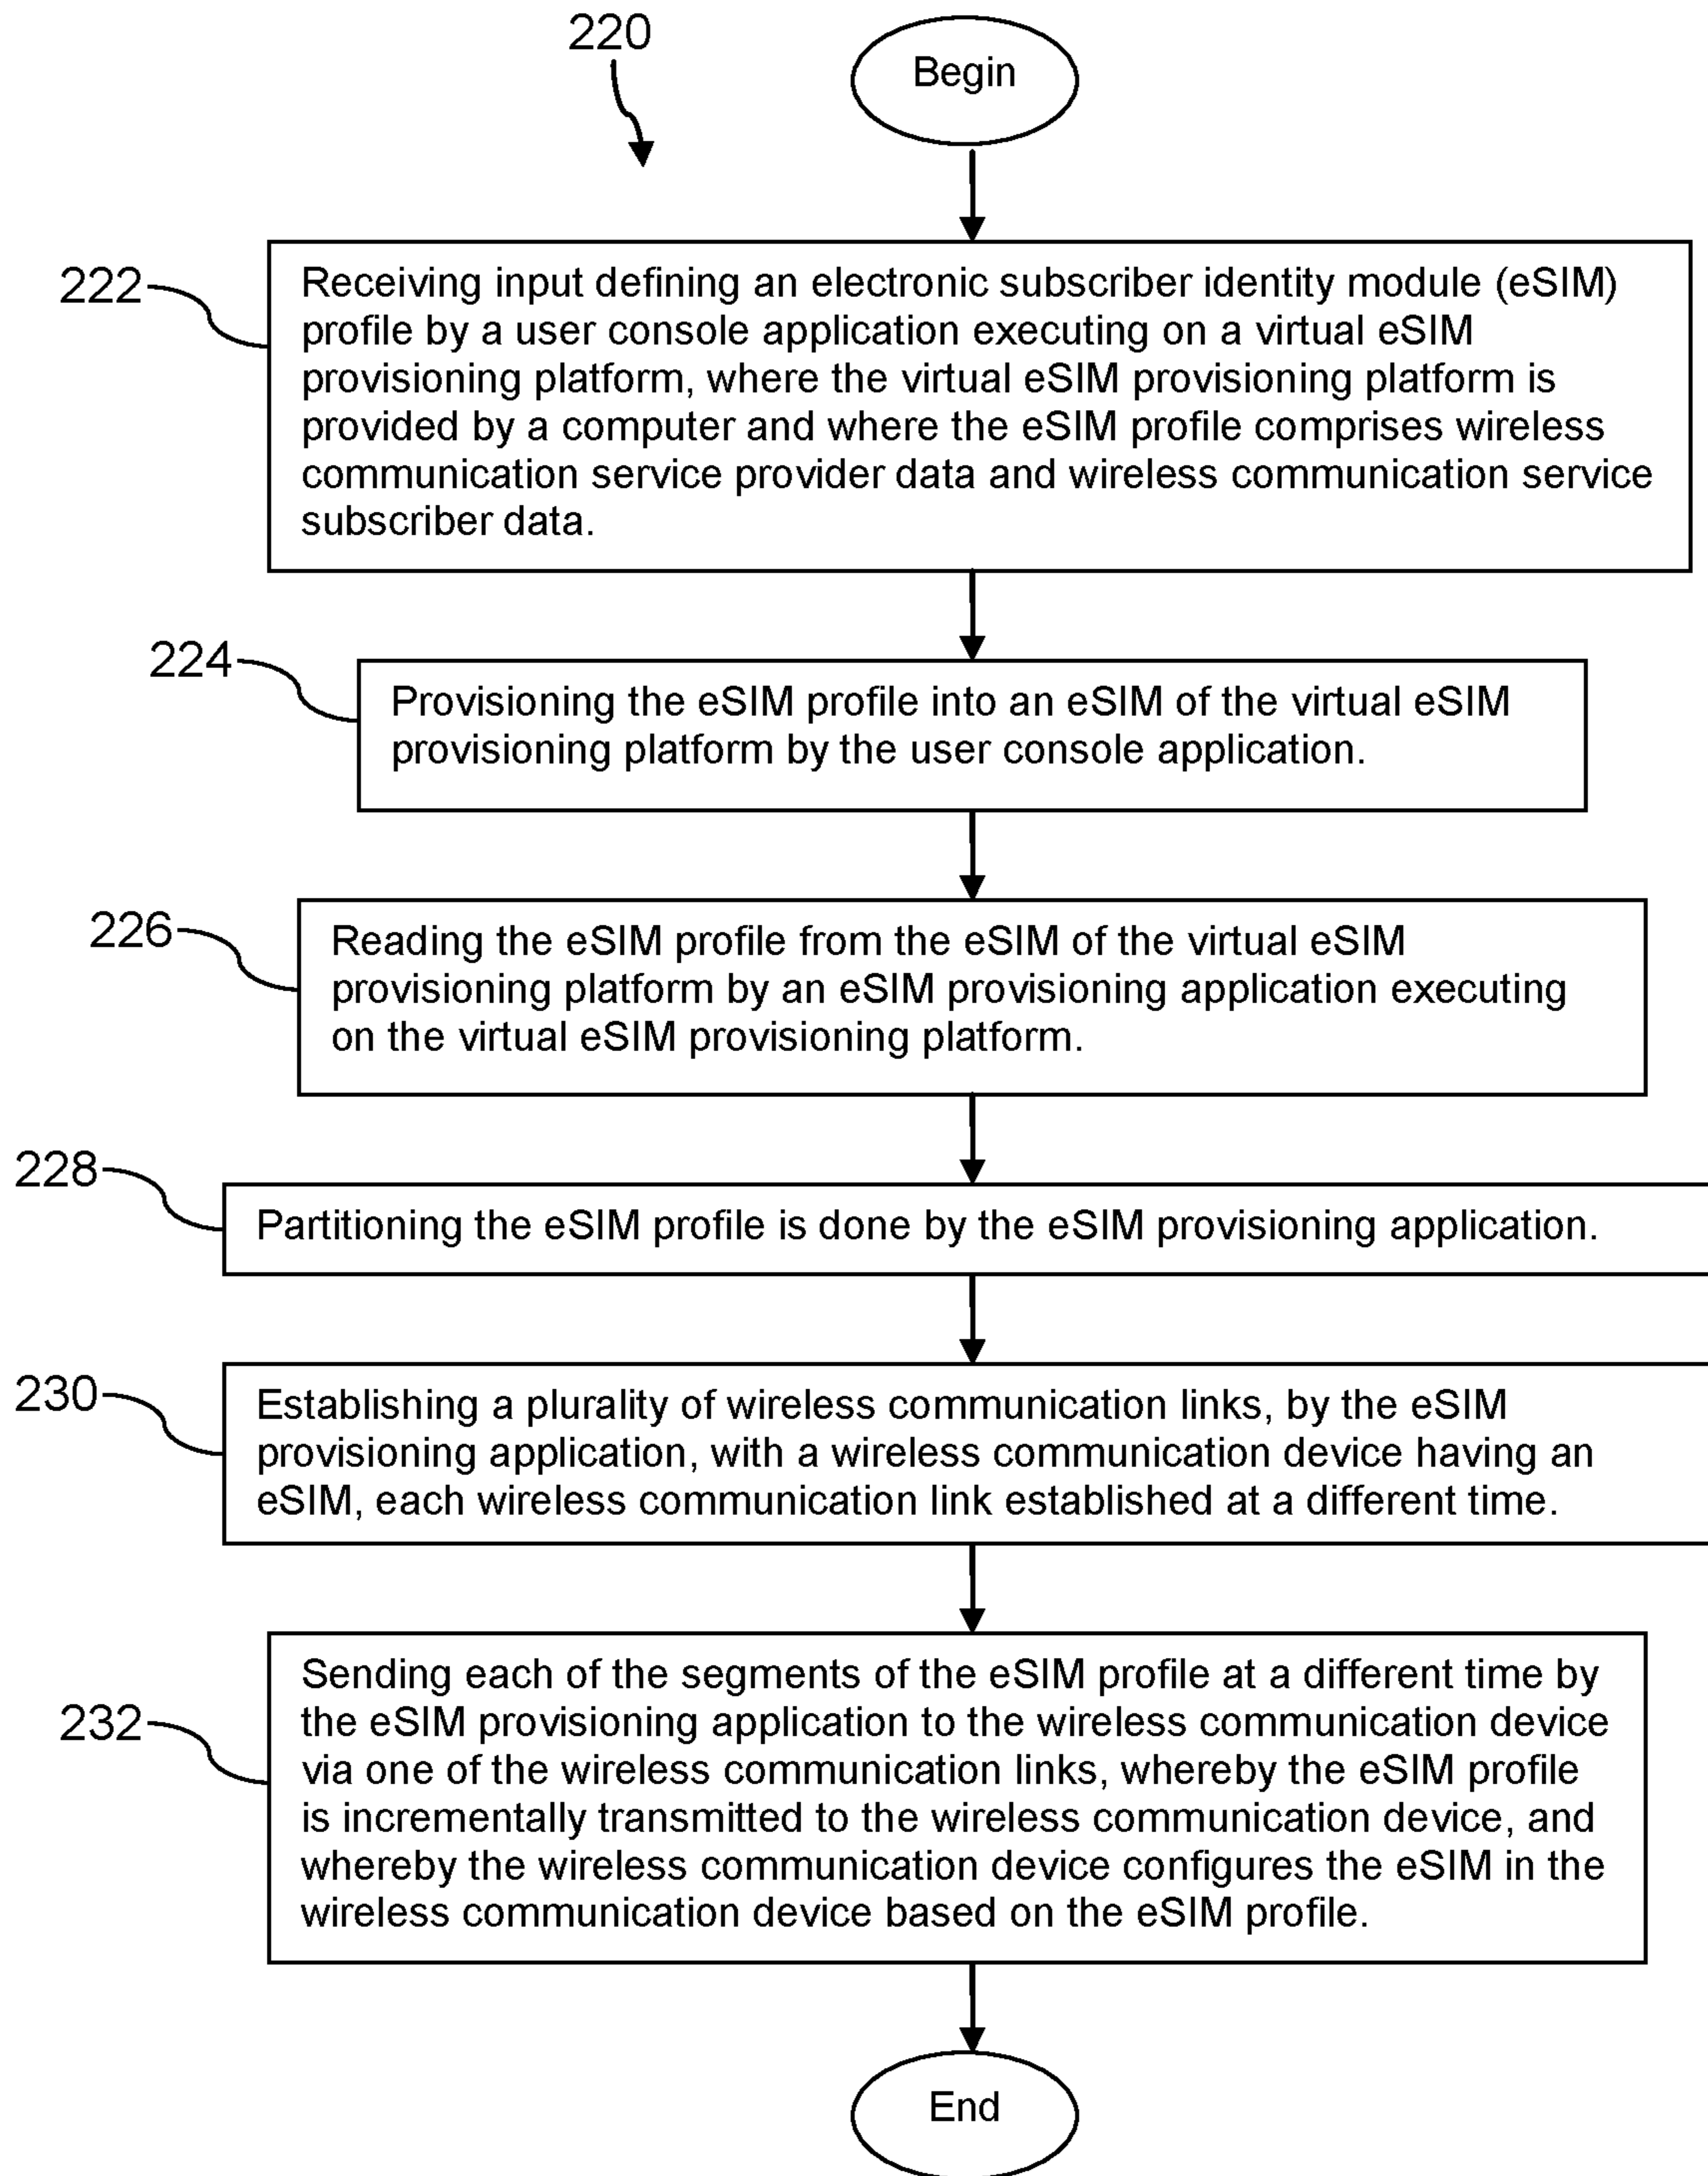 220
Begin
222
Receiving input defining an electronic subscriber identity module (eSIM)
profile by a user console application executing on a virtual eSIM
provisioning platform, where the virtual eSIM provisioning platform is
provided by a computer and where the eSIM profile comprises wireless
communication service provider data and wireless communication service
subscriber data.
224
Provisioning the eSIM profile into an eSIM of the virtual eSIM
provisioning platform by the user console application.
226
Reading the eSIM profile from the eSIM of the virtual eSIM
provisioning platform by an eSIM provisioning application executing
on the virtual eSIM provisioning platform.
228
Partitioning the eSIM profile is done by the eSIM provisioning application.
230
Establishing a plurality of wireless communication links, by the eSIM
provisioning application, with a wireless communication device having an
eSIM, each wireless communication link established at a different time.
232
Sending each of the segments of the eSIM profile at a different time by
the eSIM provisioning application to the wireless communication device
via one of the wireless communication links, whereby the eSIM profile
is incrementally transmitted to the wireless communication device, and
whereby the wireless communication device configures the eSIM in the
wireless communication device based on the eSIM profile.
End